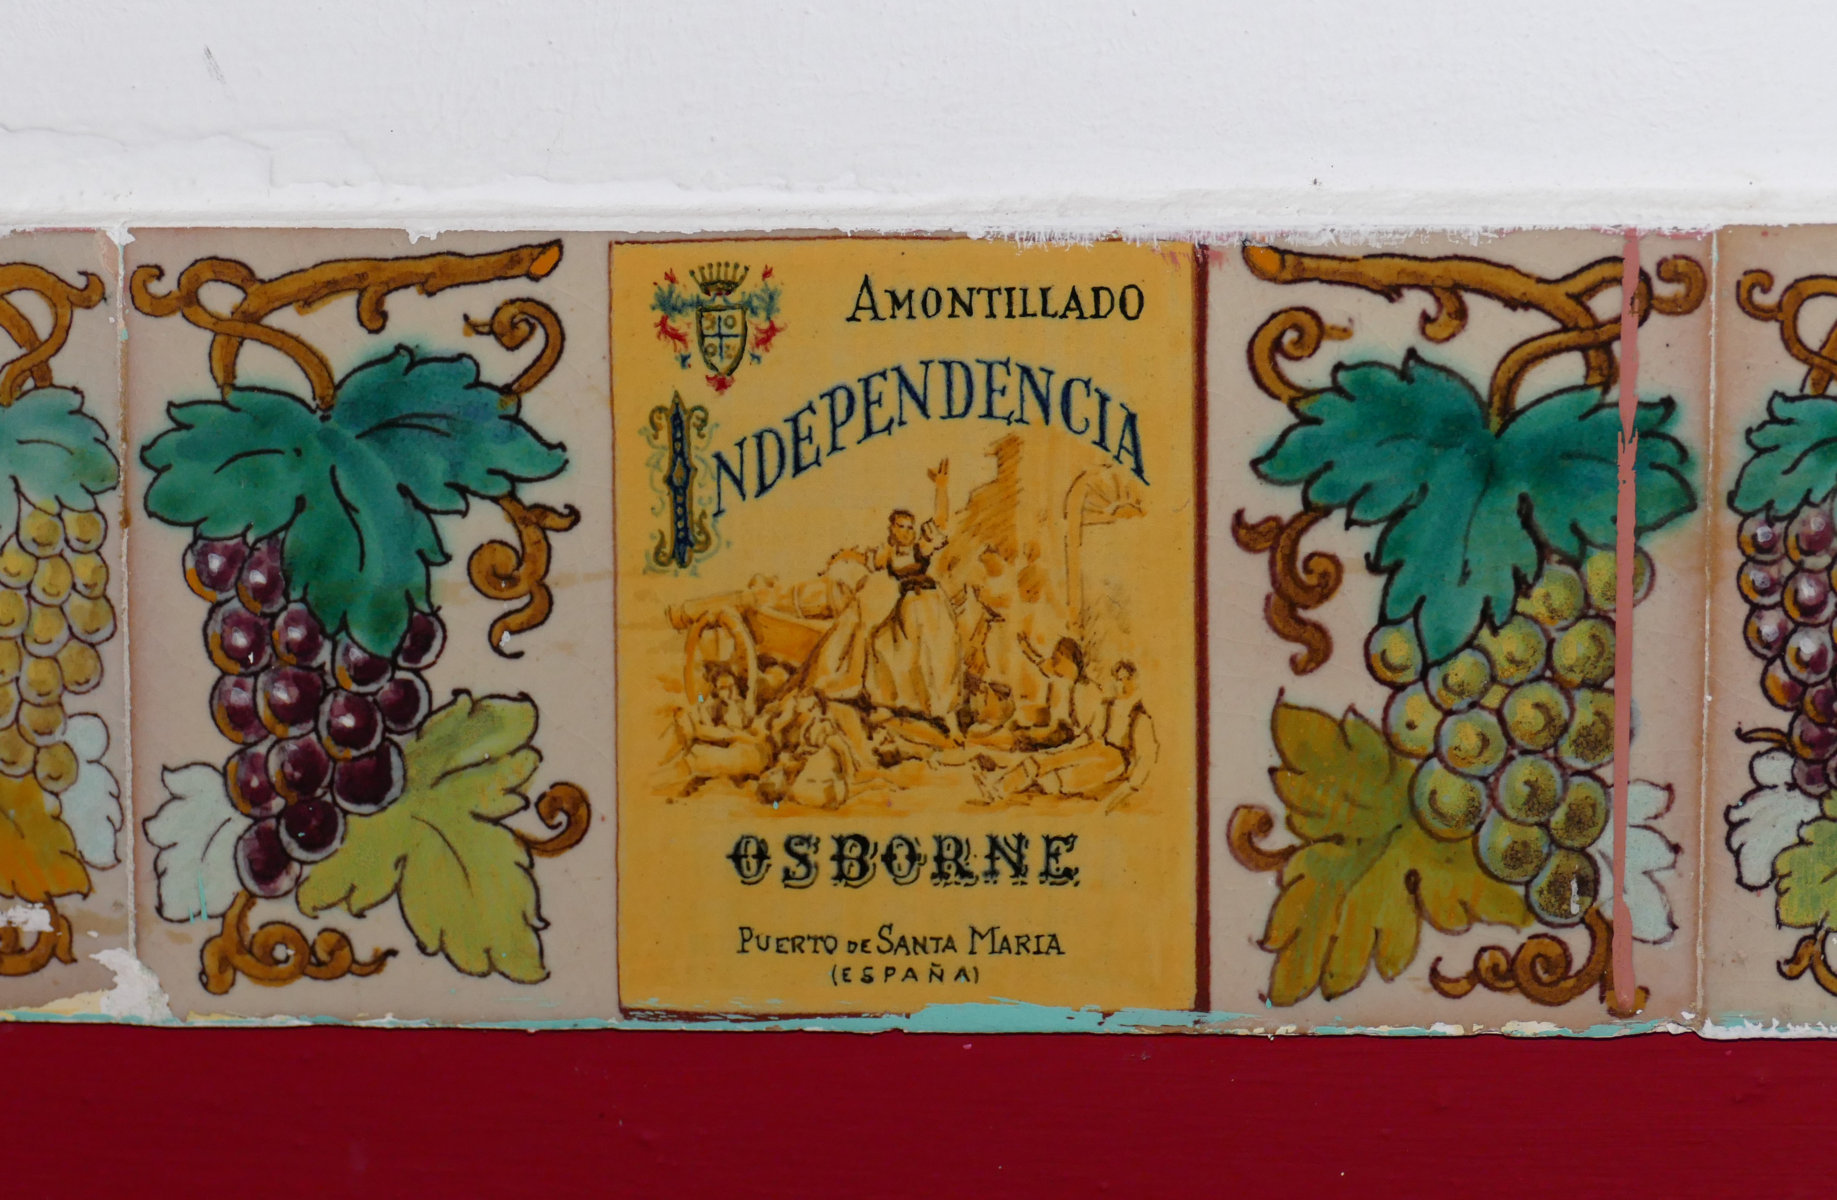 AMONTILLADO
INDEPENDENCIA
OSBORNE
PUERTO DE SANTA MARIA
(ESPAÑA)